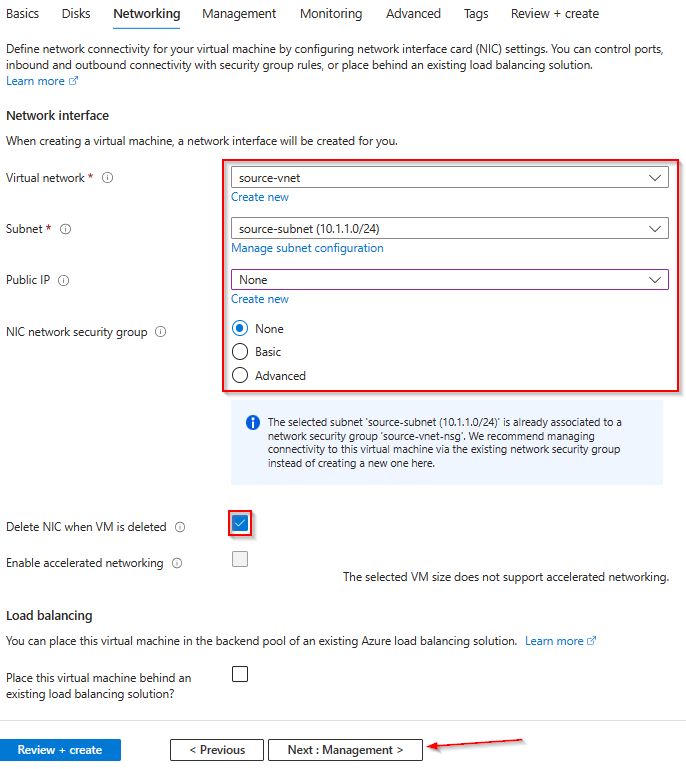 Basics Disks Networking Management Monitoring Advanced Tags Review + create
Define network connectivity for your virtual machine by configuring network interface card (NIC) settings. You can control ports,
inbound and outbound connectivity with security group rules, or place behind an existing load balancing solution.
Learn more
Network interface
When creating a virtual machine, a network interface will be created for you.
Virtual network * source-vnet
Create new
Subnet * source-subnet (10.1.1.0/24)
Manage subnet configuration
Public IP None
Create new
NIC network security group None
Basic
Advanced
The selected subnet 'source-subnet (10.1.1.0/24)' is already associated to a
network security group 'source-vnet-nsg'. We recommend managing
connectivity to this virtual machine via the existing network security group
instead of creating a new one here.
Delete NIC when VM is deleted
Enable accelerated networking
The selected VM size does not support accelerated networking.
Load balancing
You can place this virtual machine in the backend pool of an existing Azure load balancing solution. Learn more
Place this virtual machine behind an
existing load balancing solution?
Review + create < Previous Next : Management >